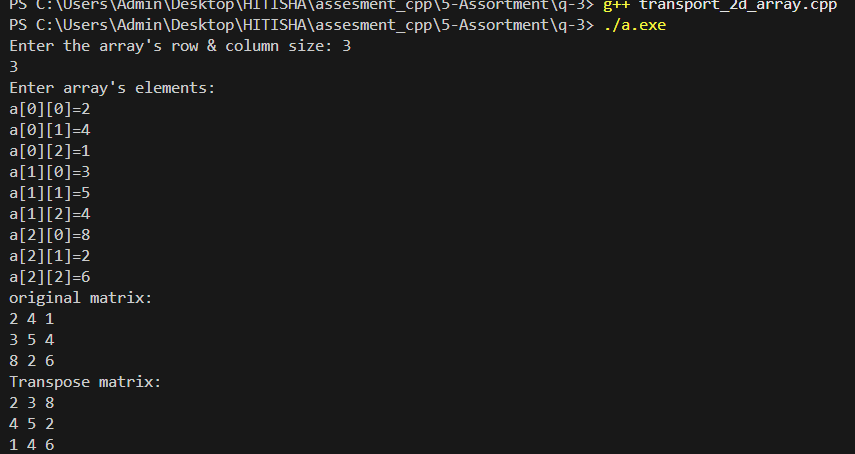 PS C:\Users\Admin\Desktop\HITISHA\assesment_cpp\5-Assortment\q-3> g++ transport_2d_array.cpp
PS C:\Users\Admin\Desktop\HITISHA\assesment_cpp\5-Assortment\q-3> ./a.exe
Enter the array's row & column size: 3
3
Enter array's elements:
a[0][0]=2
a[0][1]=4
a[0][2]=1
a[1][0]=3
a[1][1]=5
a[1][2]=4
a[2][0]=8
a[2][1]=2
a[2][2]=6
original matrix:
2 4 1
3 5 4
8 2 6
Transpose matrix:
2 3 8
4 5 2
1 4 6